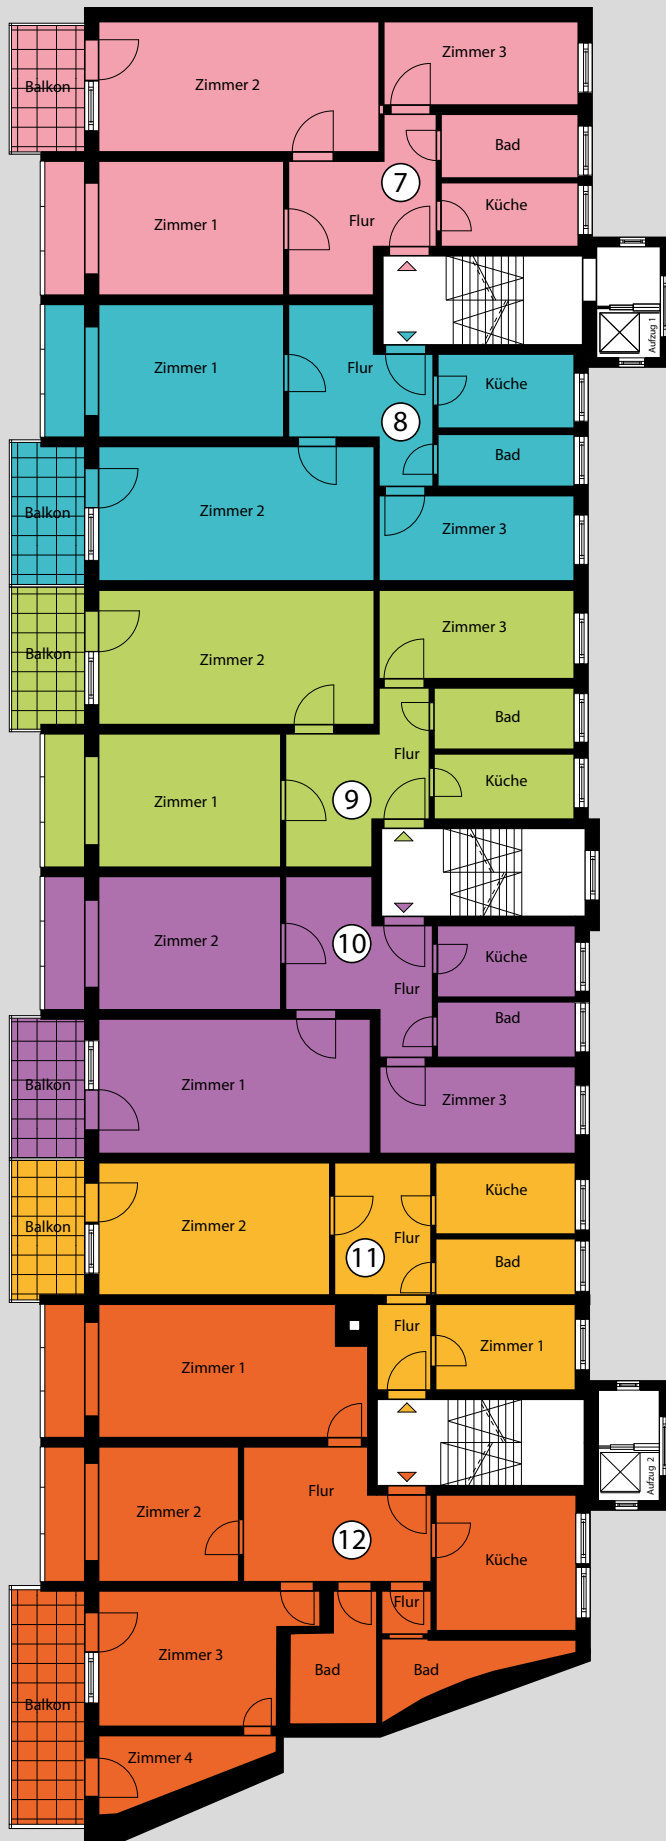 Zimmer 3
Balkon
Zimmer 2
Bad
7
Küche
Zimmer 1
Flur
Aufzug 1
Zimmer 1
Flur
Küche
8
Bad
Balkon
Zimmer 2
Zimmer 3
Zimmer 3
Balkon
Zimmer 2
Bad
Flur
Küche
Zimmer 1
9
Zimmer 2
10
Küche
Flur
Bad
Balkon
Zimmer 1
Zimmer 3
Küche
Balkon
Zimmer 2
Flur
11
Bad
Flur
Zimmer 1
Zimmer 1
Aufzug 2
Flur
Zimmer 2
12
Küche
Flur
Zimmer 3
Bad
Bad
Balkon
Zimmer 4